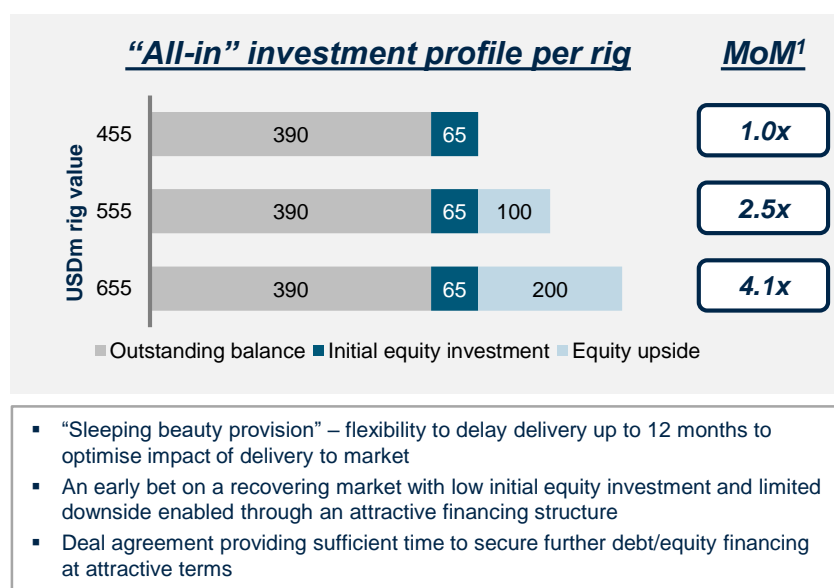 “All-in” investment profile per rig MoM¹
USDm rig value
455 390 65 1.0x
555 390 65 100 2.5x
655 390 65 200 4.1x
Outstanding balance Initial equity investment Equity upside
▪ “Sleeping beauty provision” – flexibility to delay delivery up to 12 months to
optimise impact of delivery to market
▪ An early bet on a recovering market with low initial equity investment and limited
downside enabled through an attractive financing structure
▪ Deal agreement providing sufficient time to secure further debt/equity financing
at attractive terms